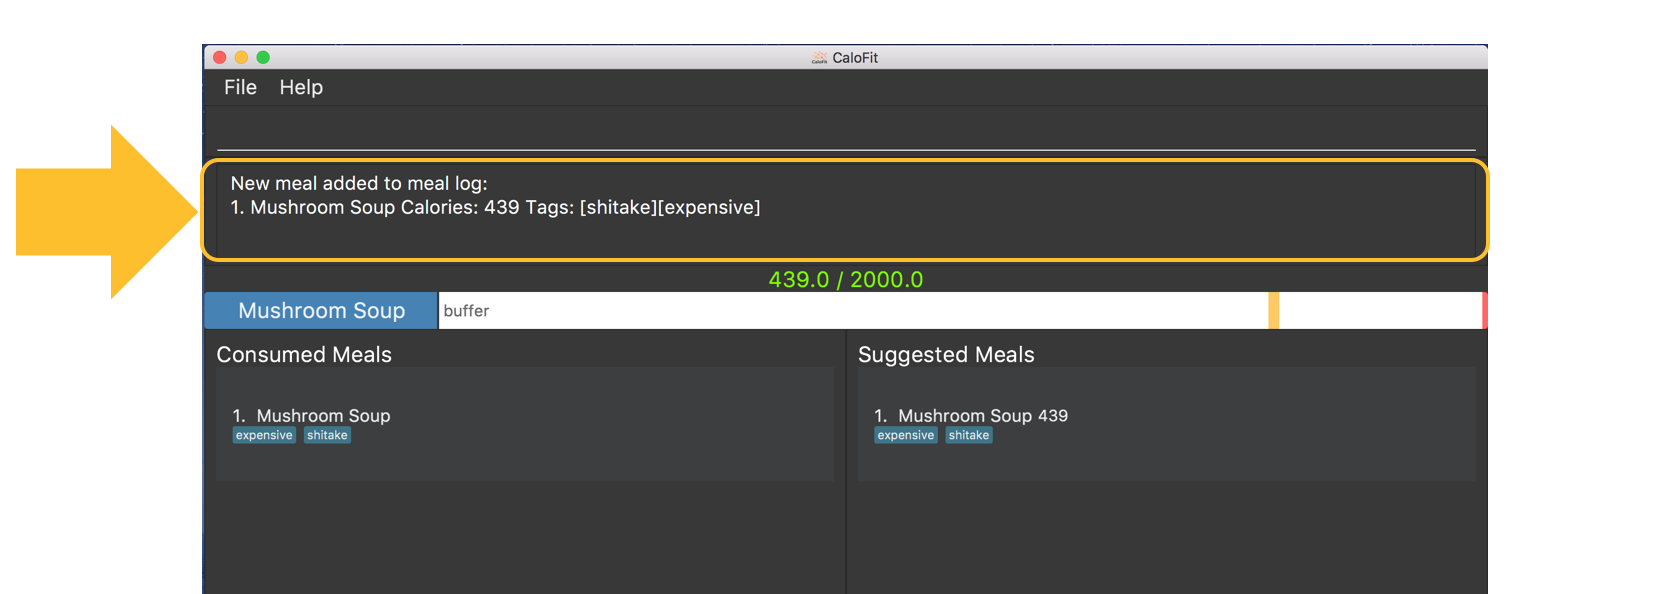 CaloFit
File Help
New meal added to meal log:
1. Mushroom Soup Calories: 439 Tags: [shitake][expensive]
439.0 / 2000.0
Mushroom Soup buffer
Consumed Meals
1. Mushroom Soup
expensive shitake
Suggested Meals
1. Mushroom Soup 439
expensive shitake